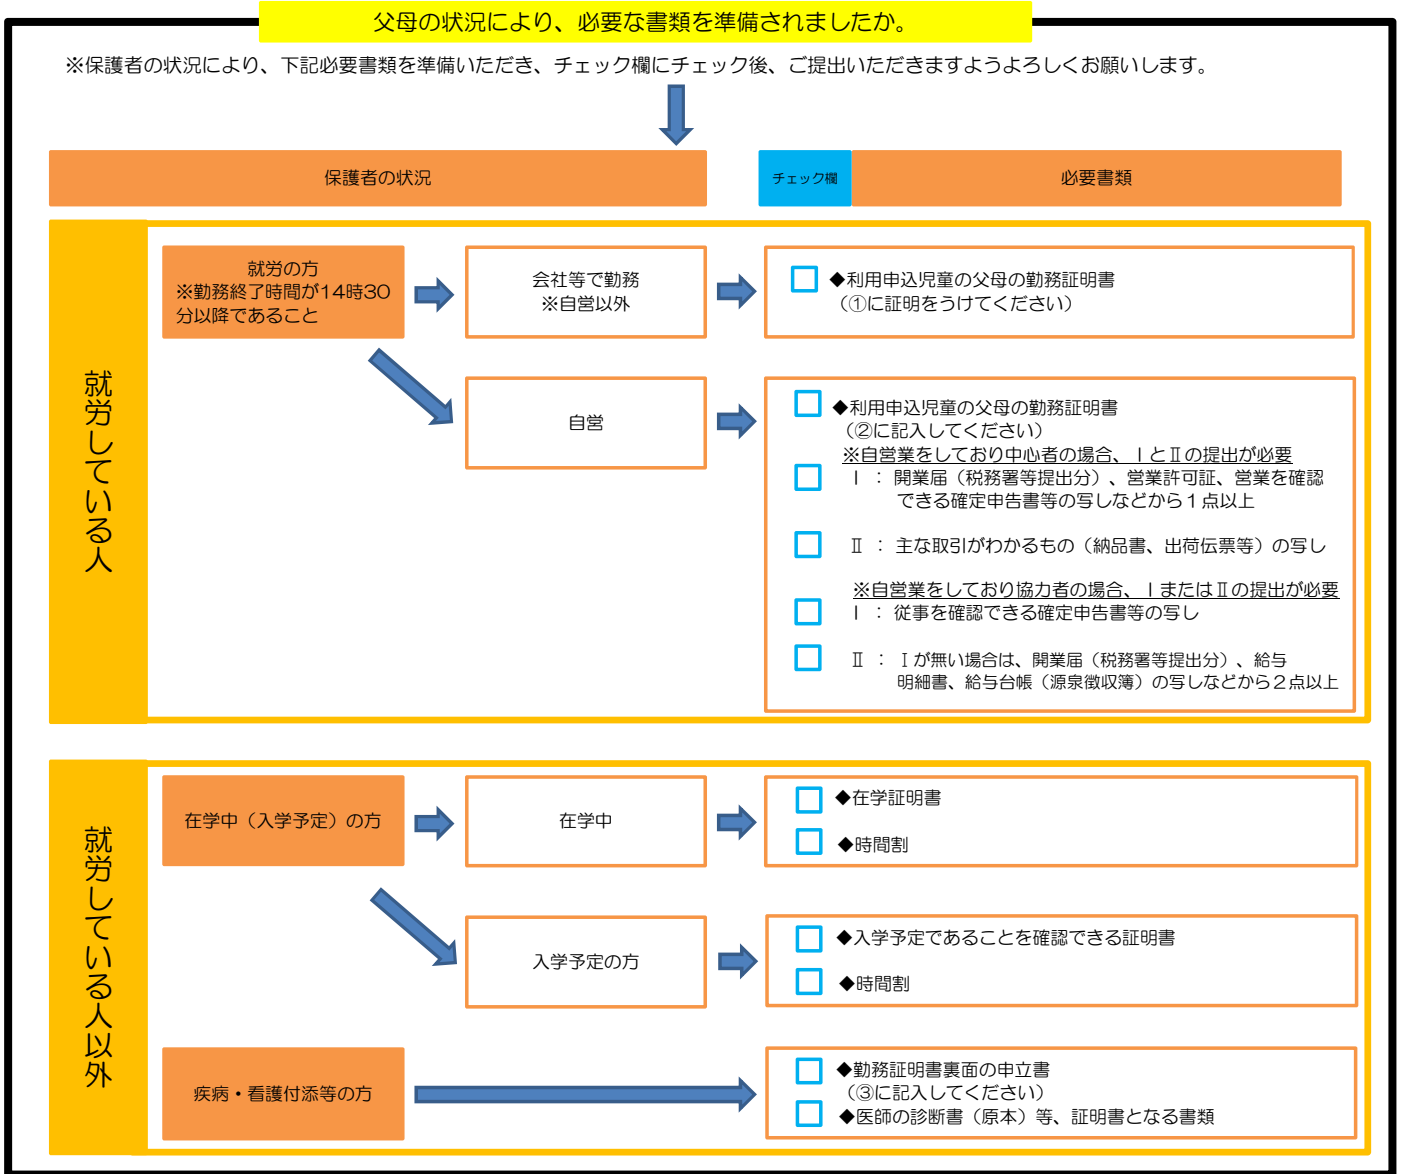 父母の状況により、必要な書類を準備されましたか。
※保護者の状況により、下記必要書類を準備いただき、チェック欄にチェック後、ご提出いただきますようよろしくお願いします。
保護者の状況
チェック欄
必要書類
就労している人
就労の方
※勤務終了時間が14時30
分以降であること
会社等で勤務
※自営以外
◆利用申込児童の父母の勤務証明書
（①に証明をうけてください）
自営
◆利用申込児童の父母の勤務証明書
（②に記入してください）
※自営業をしており中心者の場合、ⅠとⅡの提出が必要
Ⅰ ： 開業届（税務署等提出分）、営業許可証、営業を確認
できる確定申告書等の写しなどから１点以上
Ⅱ ： 主な取引がわかるもの（納品書、出荷伝票等）の写し
※自営業をしており協力者の場合、ⅠまたはⅡの提出が必要
Ⅰ ： 従事を確認できる確定申告書等の写し
Ⅱ ： Ⅰが無い場合は、開業届（税務署等提出分）、給与
明細書、給与台帳（源泉徴収簿）の写しなどから２点以上
就労している人以外
在学中（入学予定）の方
在学中
◆在学証明書
◆時間割
入学予定の方
◆入学予定であることを確認できる証明書
◆時間割
疾病・看護付添等の方
◆勤務証明書裏面の申立書
（③に記入してください）
◆医師の診断書（原本）等、証明書となる書類